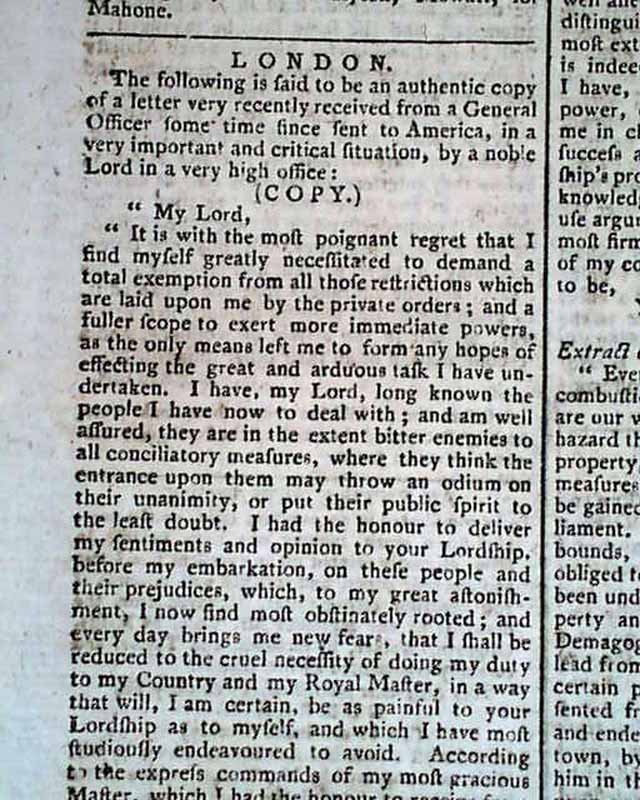 Mahone.
LONDON.
The following is ſaid to be an authentic copy
of a letter very recently received from a General
Officer ſome time ſince ſent to America, in a
very important and critical ſituation, by a noble
Lord in a very high office:
(COPY.)
“ My Lord,
“ It is with the moſt poignant regret that I
find myſelf greatly neceſſitated to demand a
total exemption from all thoſe reſtrictions which
are laid upon me by the private orders; and a
fuller ſcope to exert more immediate powers,
as the only means left me to form any hopes of
effecting the great and arduous taſk I have un-
dertaken. I have, my Lord, long known the
people I have now to deal with; and am well
aſſured, they are in the extent bitter enemies to
all conciliatory meaſures, where they think the
entrance upon them may throw an odium on
their unanimity, or put their public ſpirit to
the leaſt doubt. I had the honour to deliver
my ſentiments and opinion to your Lordſhip,
before my embarkation, on theſe people and
their prejudices, which, to my great aſtoniſh-
ment, I now find moſt obſtinately rooted; and
every day brings me new fears, that I ſhall be
reduced to the cruel neceſſity of doing my duty
to my Country and my Royal Maſter, in a way
that will, I am certain, be as painful to your
Lordſhip as to myſelf, and which I have moſt
ſtudiouſly endeavoured to avoid. According
to the expreſs commands of my moſt gracious
Maſter, which I had the honour to
diſtingui
moſt ext
is indee
I have,
power,
me in c
ſucceſs a
ſhip's pro
knowledg
uſe argu
moſt firm
of my co
to be,
Extract
“ Eve
combuſti
are our w
hazard th
property
meaſures
be gained
liament.
bounds,
obliged t
been und
perty an
Demagog
lead from
certain p
ſented fr
and ende
town, by
him in th